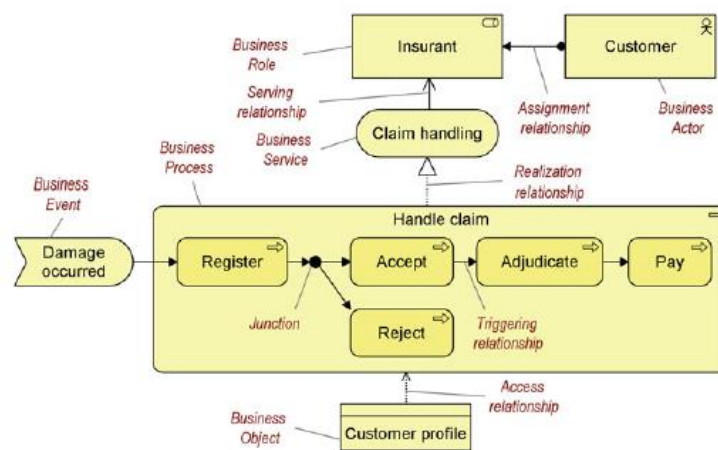 Business
Role
Insurant
Customer
Serving
relationship
Assignment
relationship
Business
Actor
Business
Service
Claim handling
Business
Process
Realization
relationship
Business
Event
Handle claim
Damage
occurred
Register
Accept
Adjudicate
Pay
Junction
Reject
Triggering
relationship
Access
relationship
Business
Object
Customer profile